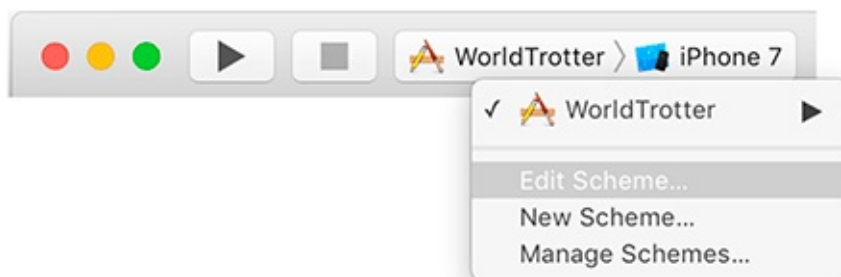 WorldTrotter iPhone 7
✓ WorldTrotter
Edit Scheme...
New Scheme...
Manage Schemes...